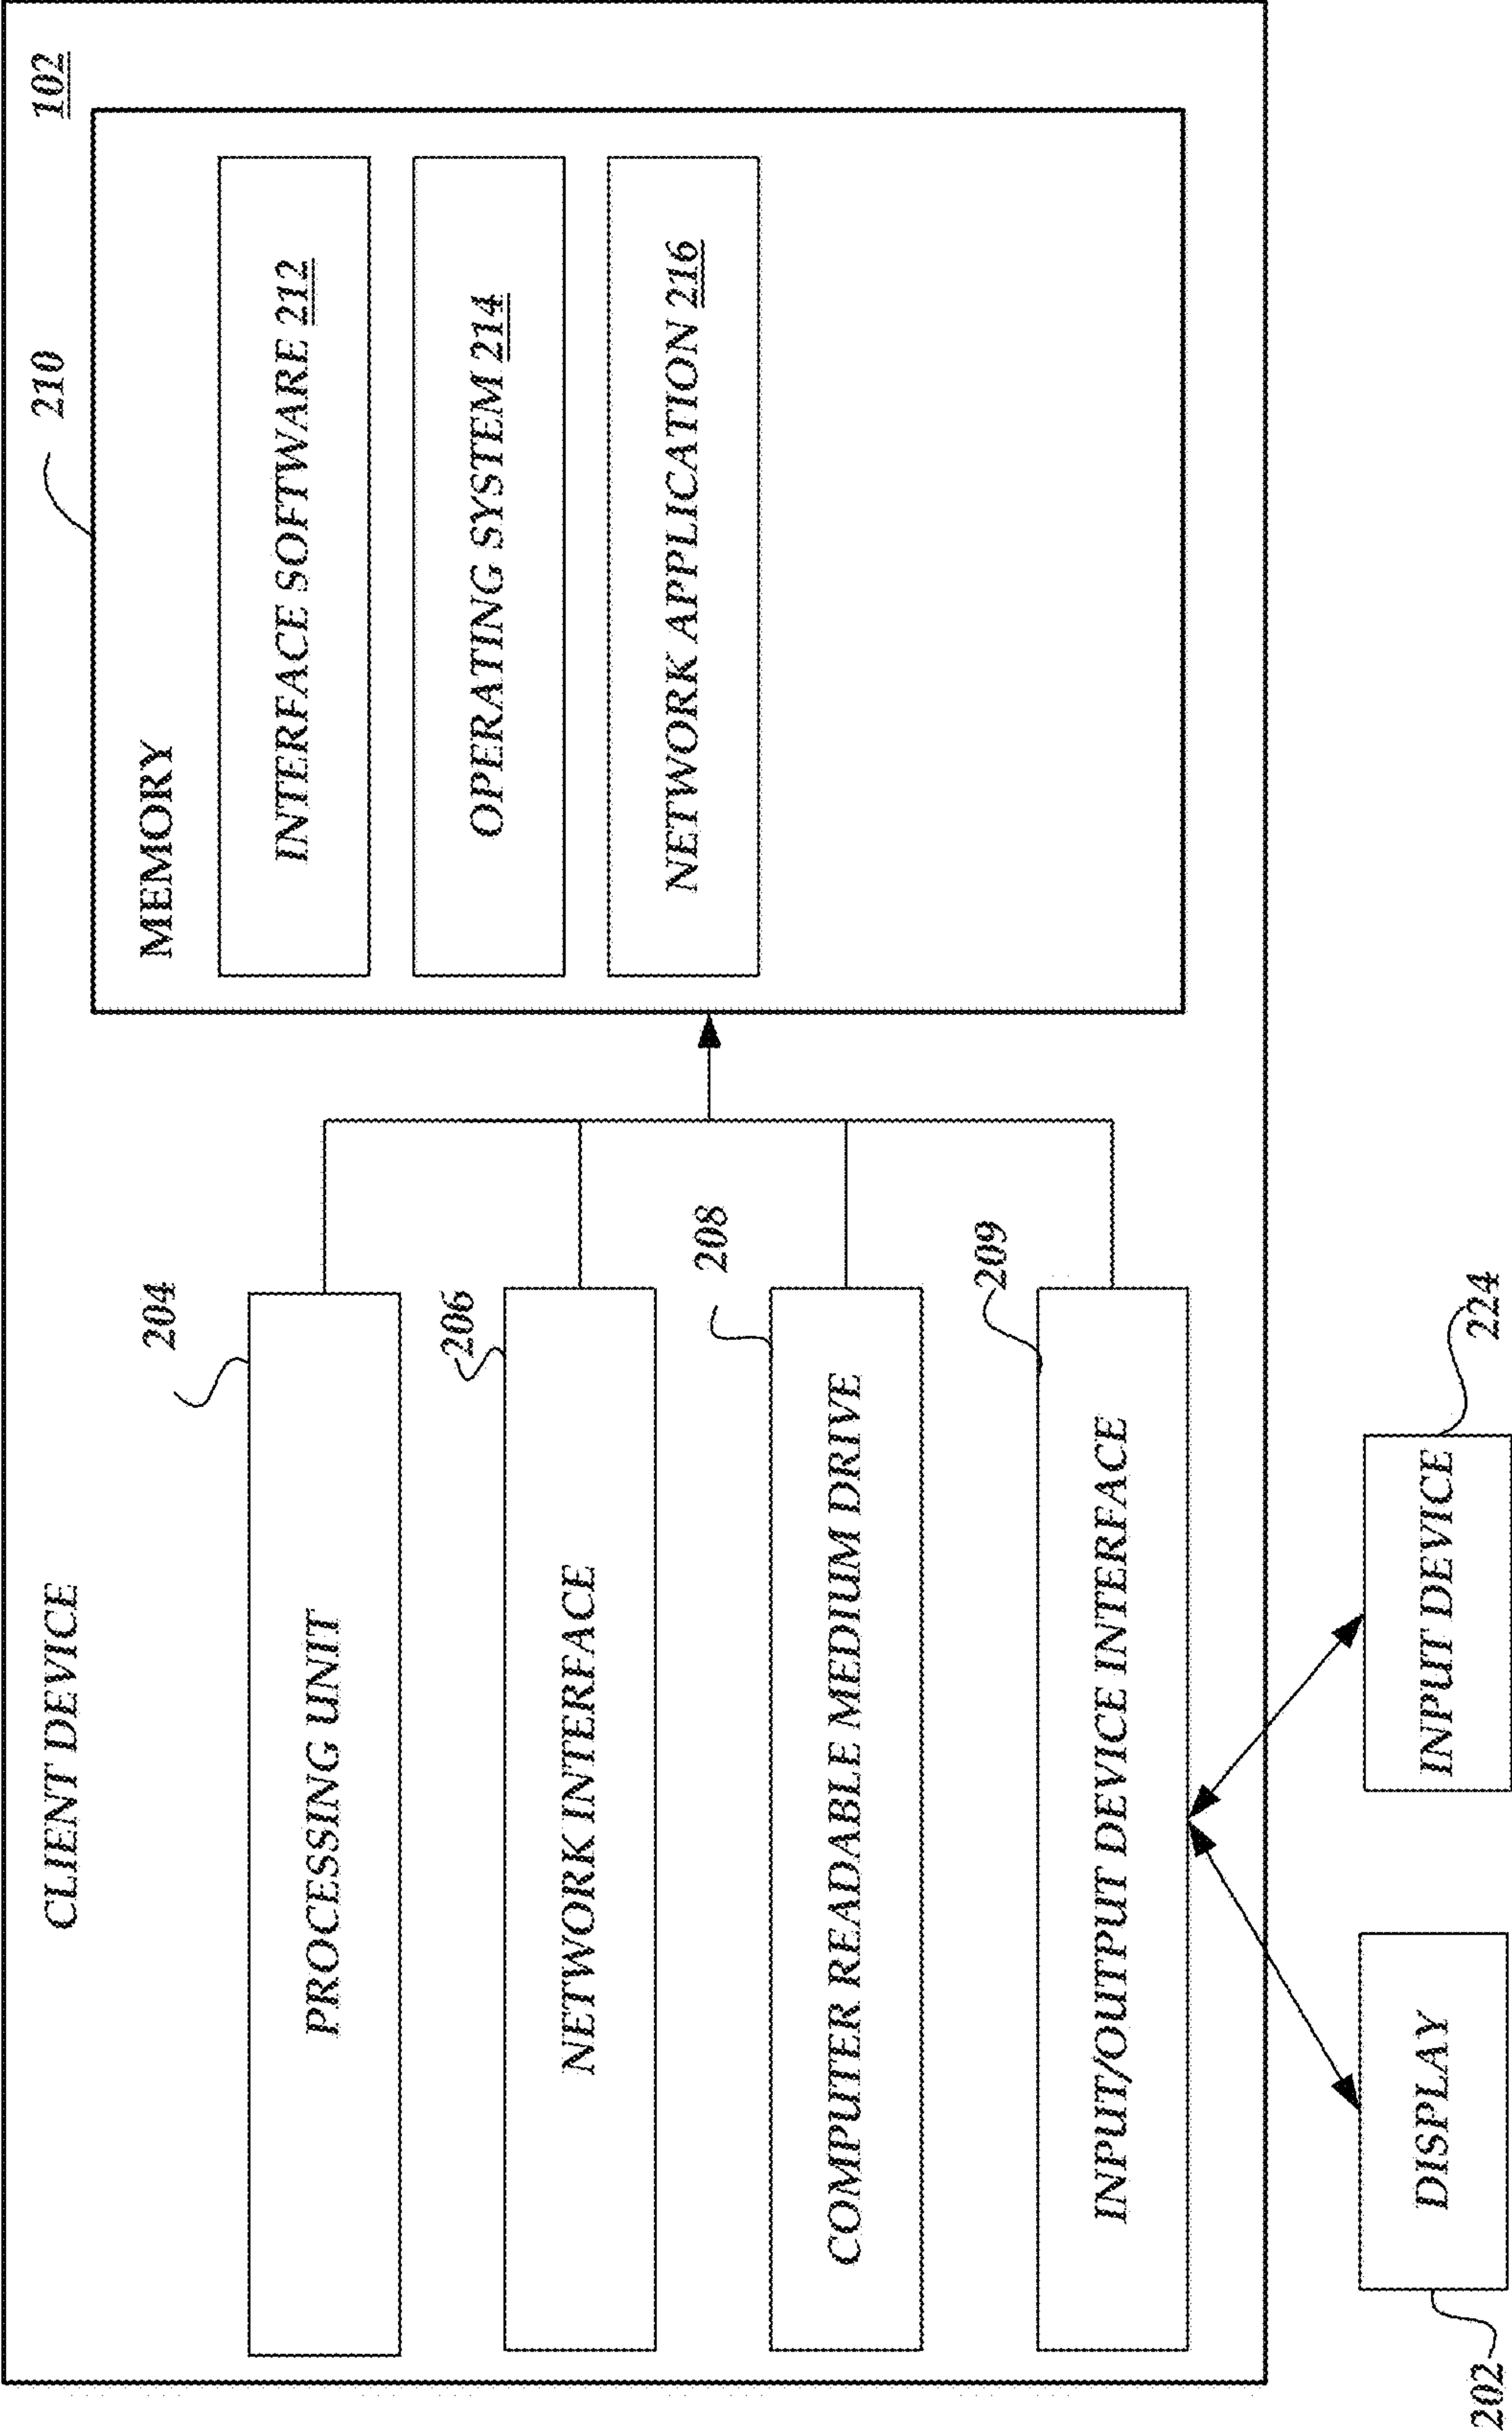 CLIENT DEVICE
102
204
PROCESSING UNIT
206
NETWORK INTERFACE
208
COMPUTER READABLE MEDIUM DRIVE
209
INPUT/OUTPUT DEVICE INTERFACE
210
MEMORY
INTERFACE SOFTWARE 212
OPERATING SYSTEM 214
NETWORK APPLICATION 216
202
DISPLAY
INPUT DEVICE
224